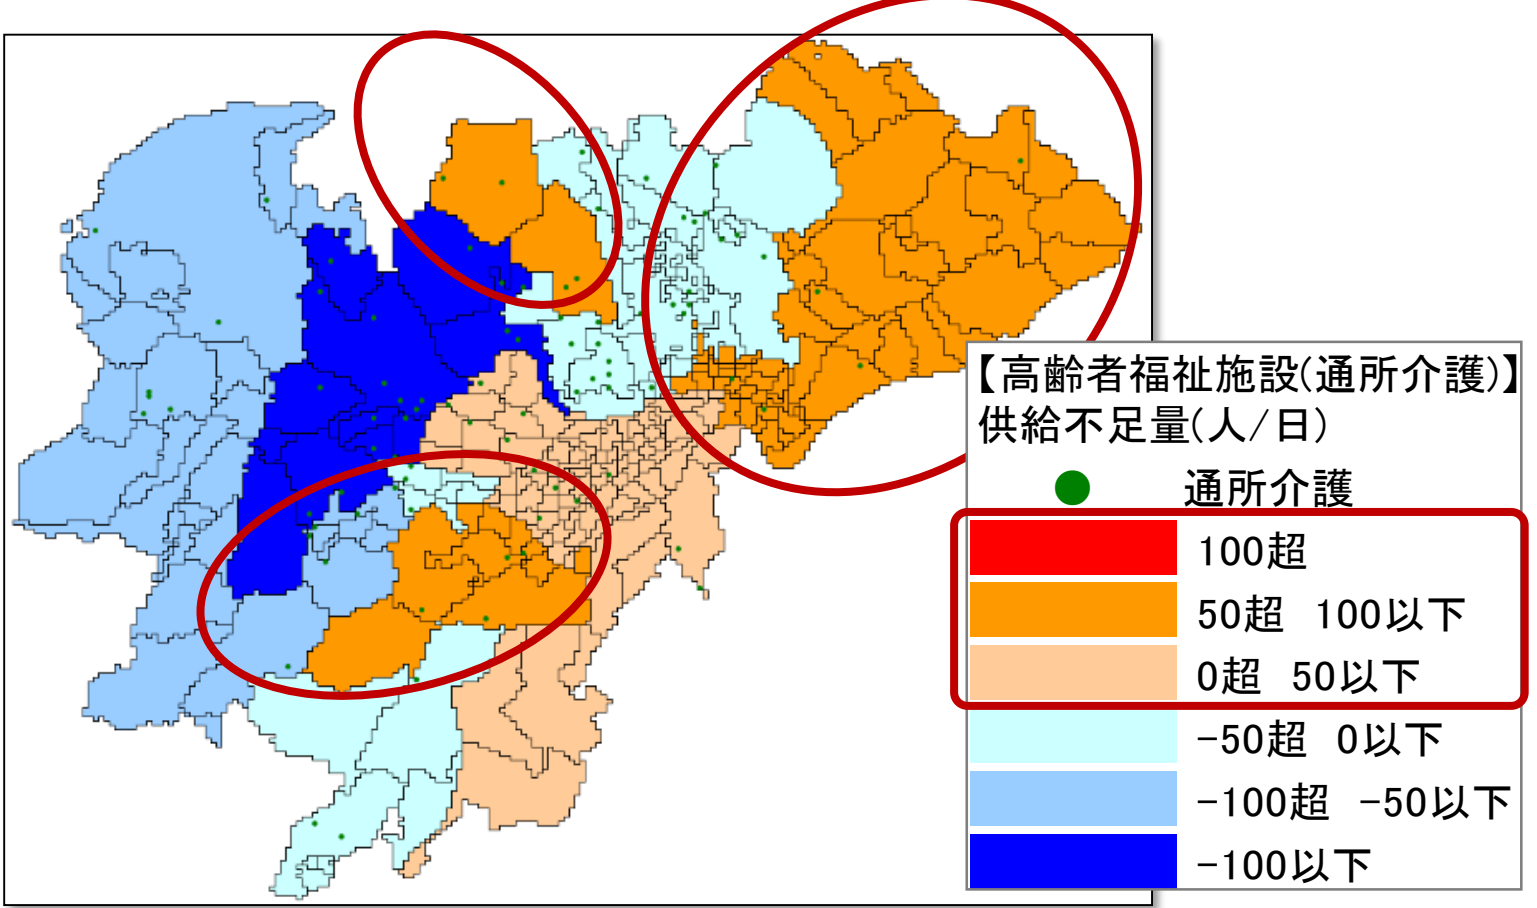 【高齢者福祉施設(通所介護)】
供給不足量(人/日)
通所介護
100超
50超 100以下
0超 50以下
-50超 0以下
-100超 -50以下
-100以下